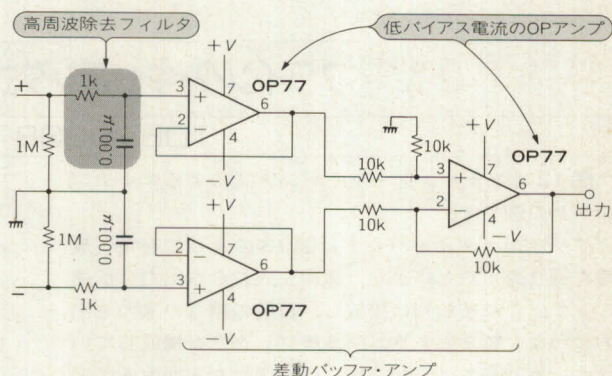 高周波除去フィルタ
低バイアス電流のOPアンプ
+V
1k
OP77
+
3
+
7
6
2
−
4
1M
0.001μ
−V
+V
10k
OP77
+V
10k
3
+
7
6
出力
10k
2
−
4
−V
10k
1M
0.001μ
2
−
7
6
3
+
4
−
1k
OP77
−V
差動バッファ・アンプ